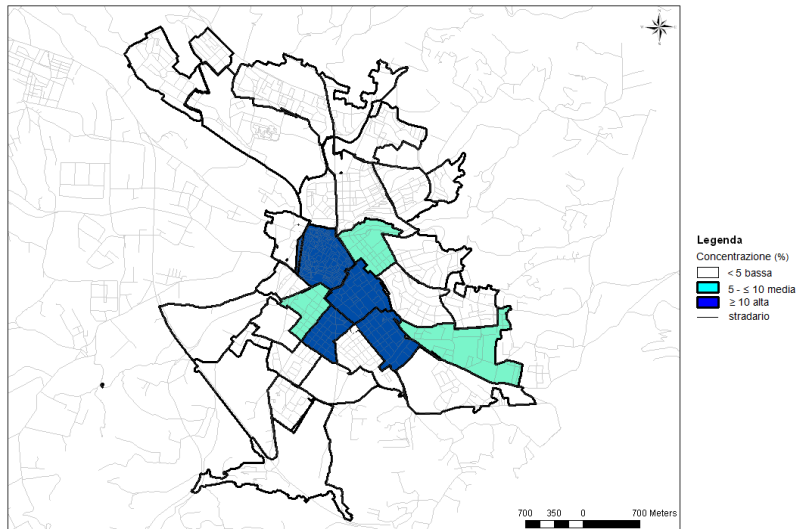 Legenda
Concentrazione (%)
< 5 bassa
5 - ≤ 10 media
≥ 10 alta
stradario
700 350 0 700 Meters